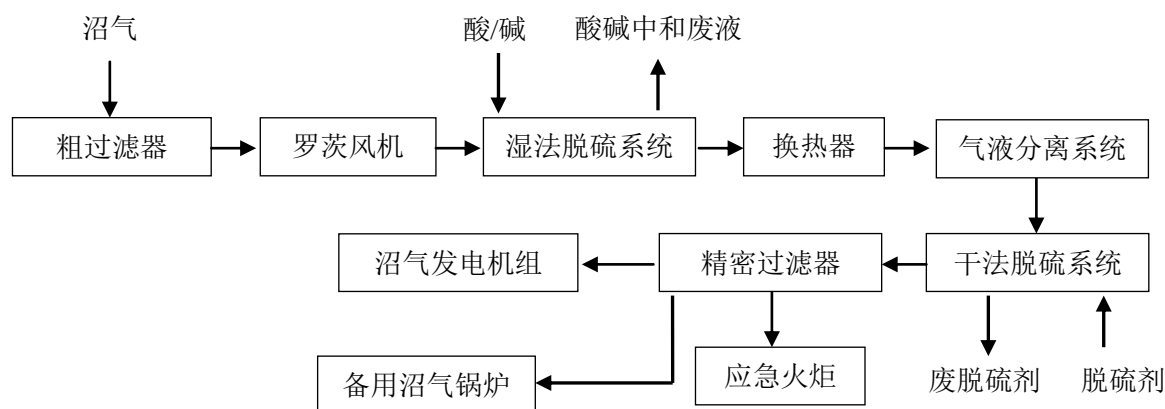 沼气
酸/碱
酸碱中和废液
粗过滤器
罗茨风机
湿法脱硫系统
换热器
气液分离系统
沼气发电机组
精密过滤器
干法脱硫系统
备用沼气锅炉
应急火炬
废脱硫剂
脱硫剂